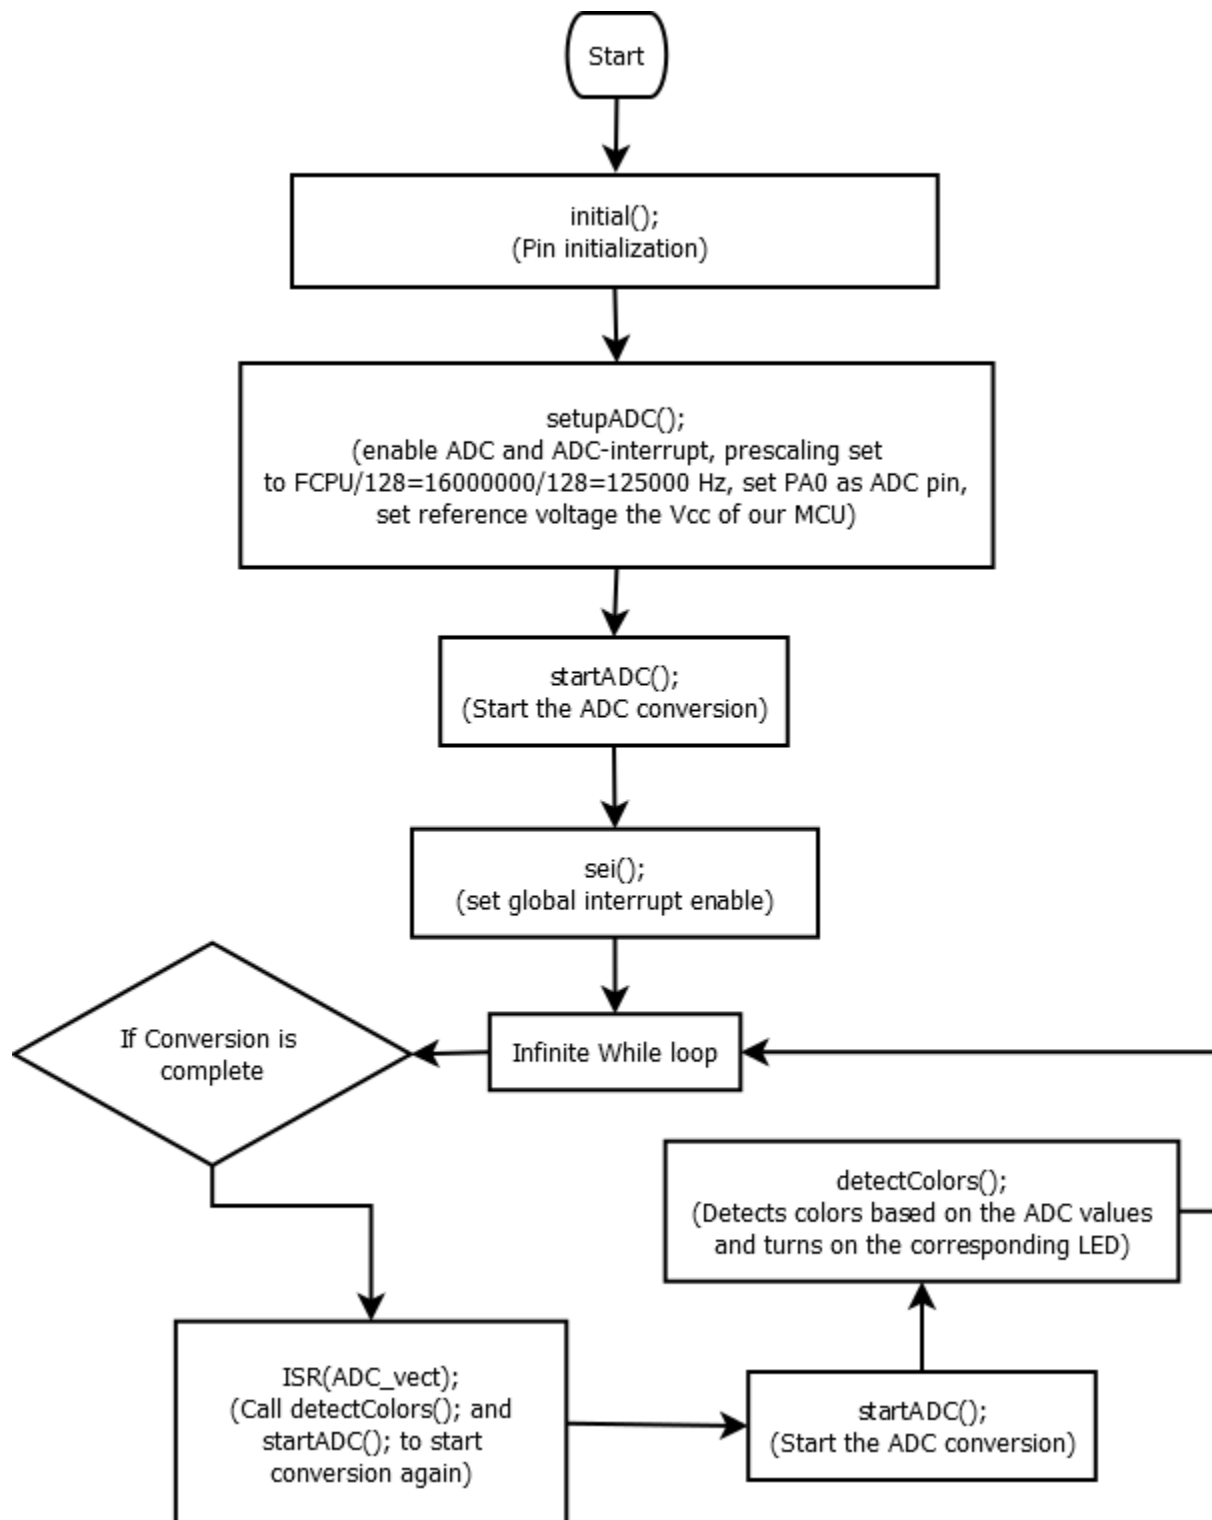 Start
initial();
(Pin initialization)
setupADC();
(enable ADC and ADC-interrupt, prescaling set
to FCPU/128=16000000/128=125000 Hz, set PA0 as ADC pin,
set reference voltage the Vcc of our MCU)
startADC();
(Start the ADC conversion)
sei();
(set global interrupt enable)
If Conversion is
complete
Infinite While loop
detectColors();
(Detects colors based on the ADC values
and turns on the corresponding LED)
ISR(ADC_vect);
(Call detectColors(); and
startADC(); to start
conversion again)
startADC();
(Start the ADC conversion)